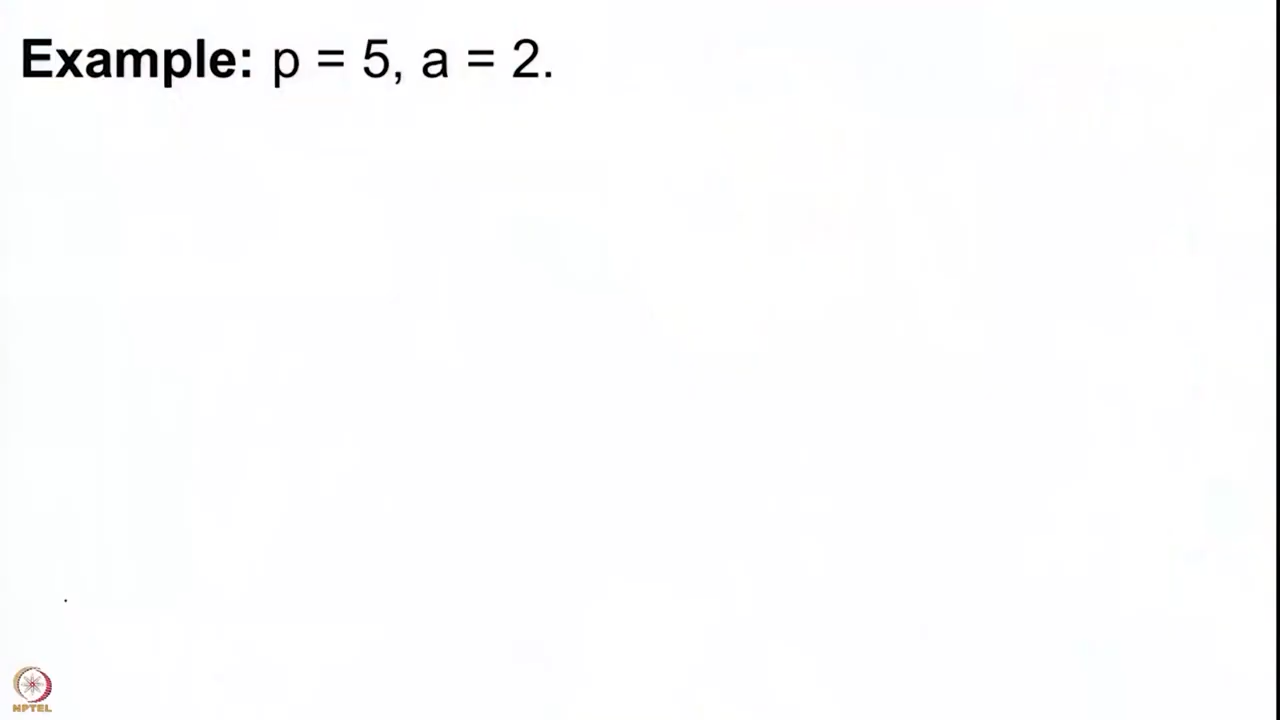 Example: p = 5, a = 2.
NPTEL